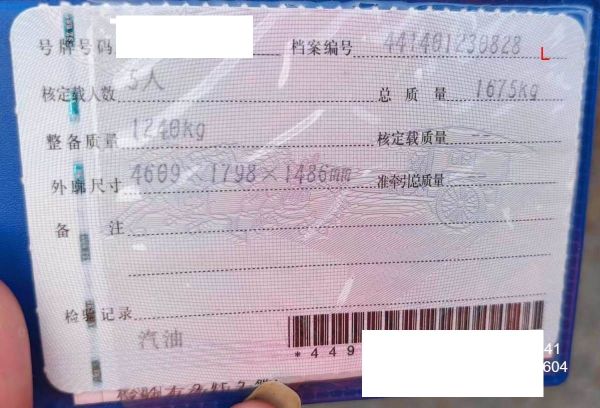 号牌号码 档案编号 441401230828 L
核定载人数 5人 总质量 1675kg
整备质量 1240kg 核定载质量 --
外廓尺寸 4609×1798×1486mm 准牵引总质量
备 注
检验记录
汽油
*449
41
604